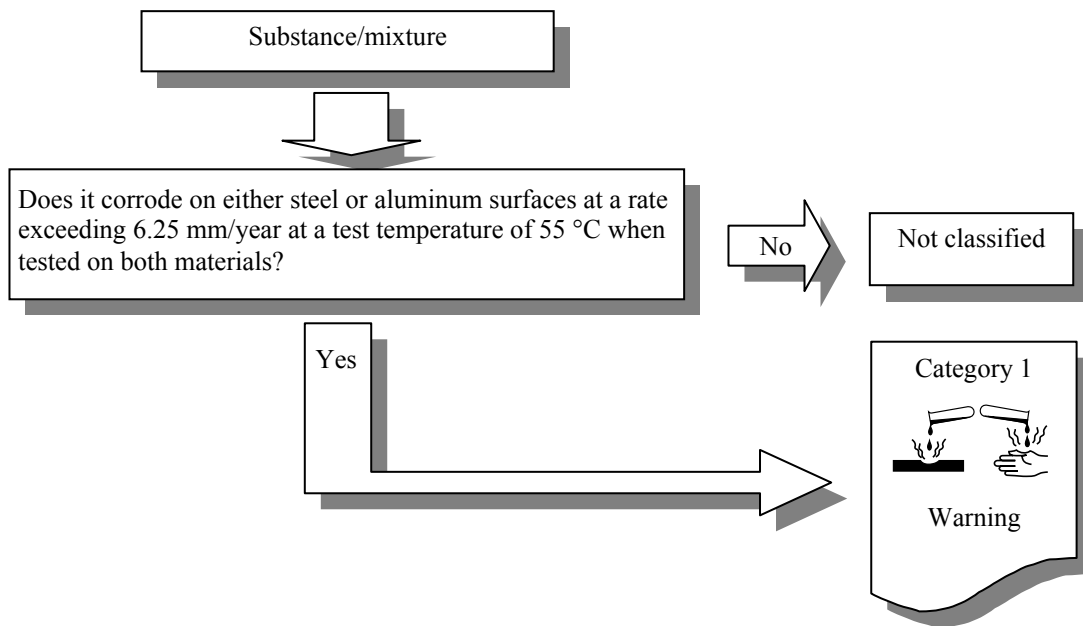 Substance/mixture
Does it corrode on either steel or aluminum surfaces at a rate
exceeding 6.25 mm/year at a test temperature of 55 °C when
tested on both materials?
No
Not classified
Yes
Category 1
Warning